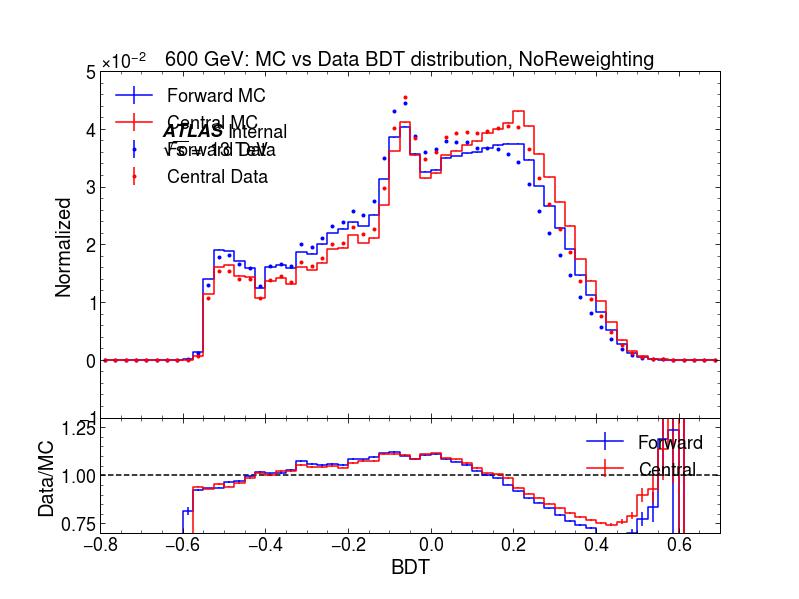 ×10⁻²
600 GeV: MC vs Data BDT distribution, NoReweighting
Normalized
5
4
3
2
1
0
−1
Forward MC
Central MC
ATLAS Internal
Forward Data
√s = 13 TeV
Central Data
Data/MC
1.25
1.00
0.75
Forward
Central
−0.8 −0.6 −0.4 −0.2 0.0 0.2 0.4 0.6
BDT